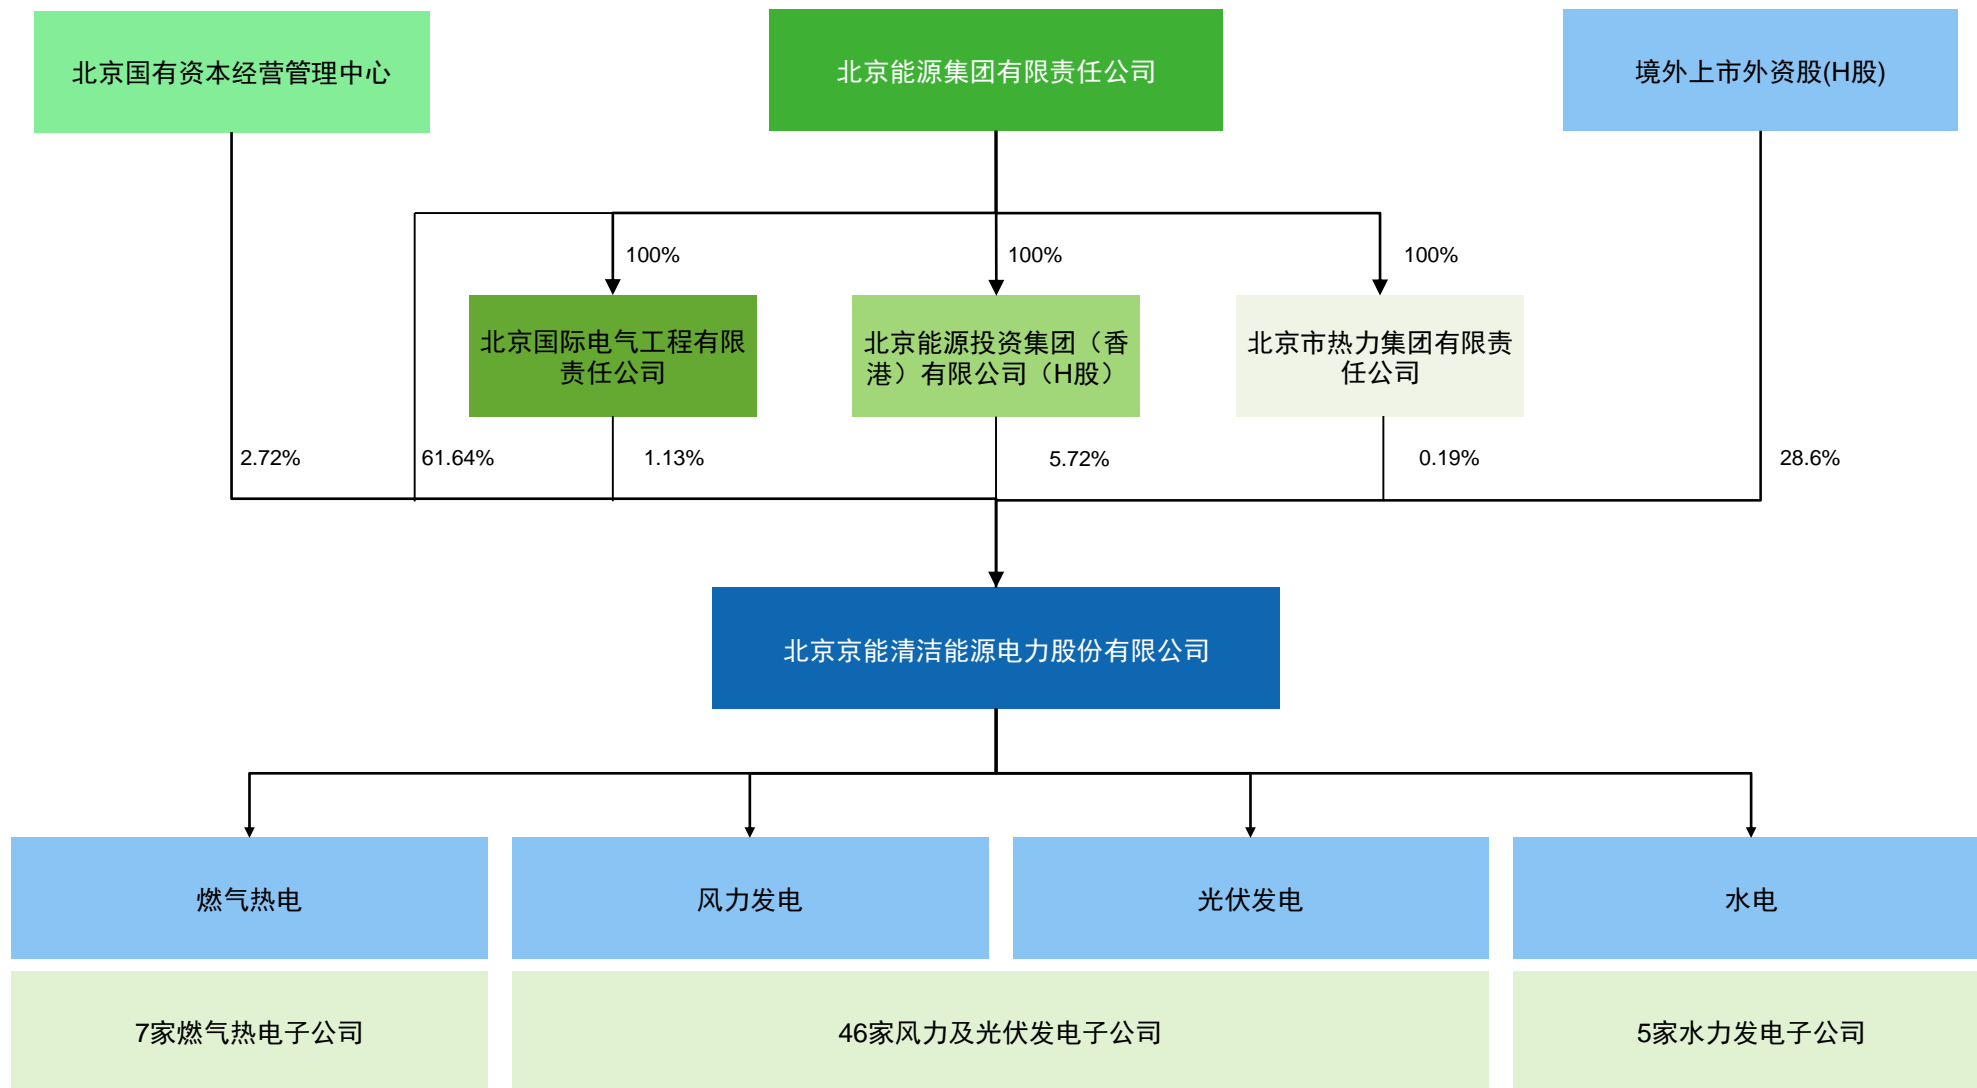 北京国有资本经营管理中心
北京能源集团有限责任公司
境外上市外资股(H股)
100%
100%
100%
北京国际电气工程有限
责任公司
北京能源投资集团（香
港）有限公司（H股）
北京市热力集团有限责
任公司
2.72%
61.64%
1.13%
5.72%
0.19%
28.6%
北京京能清洁能源电力股份有限公司
燃气热电
风力发电
光伏发电
水电
7家燃气热电子公司
46家风力及光伏发电子公司
5家水力发电子公司